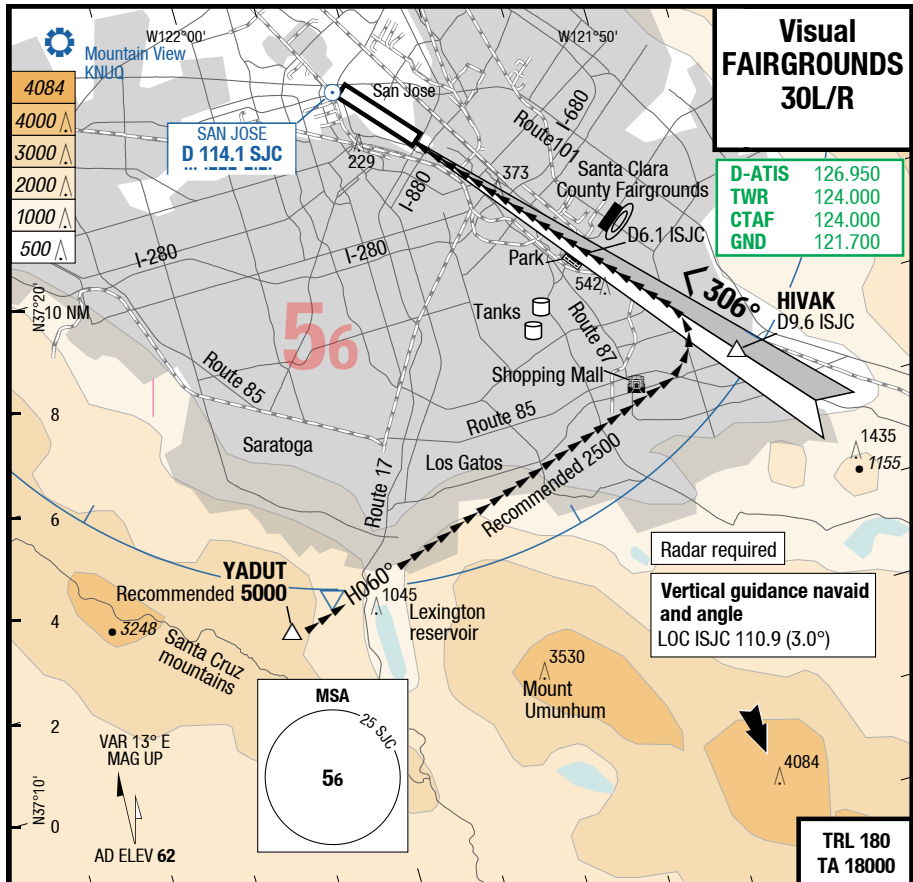 Visual
FAIRGROUNDS
30L/R
W122°00'
W121°50'
Mountain View
KNUQ
4084
4000
3000
2000
1000
500
San Jose
SAN JOSE
D 114.1 SJC
229
I-880
I-680
Route101
373
Santa Clara
County Fairgrounds
D6.1 ISJC
D-ATIS 126.950
TWR 124.000
CTAF 124.000
GND 121.700
I-280
I-280
Park
542
306°
HIVAK
D9.6 ISJC
N37°20'
10 NM
56
Tanks
Route 87
Shopping Mall
Route 85
Route 85
8
Saratoga
Route 17
Los Gatos
Recommended 2500
1435
1155
6
Radar required
YADUT
Recommended 5000
H060°
1045
Lexington
reservoir
Vertical guidance navaid
and angle
LOC ISJC 110.9 (3.0°)
4
3248
Santa Cruz
mountains
3530
Mount
Umunhum
MSA
25 SJC
56
2
VAR 13° E
MAG UP
4084
N37°10'
0
AD ELEV 62
TRL 180
TA 18000